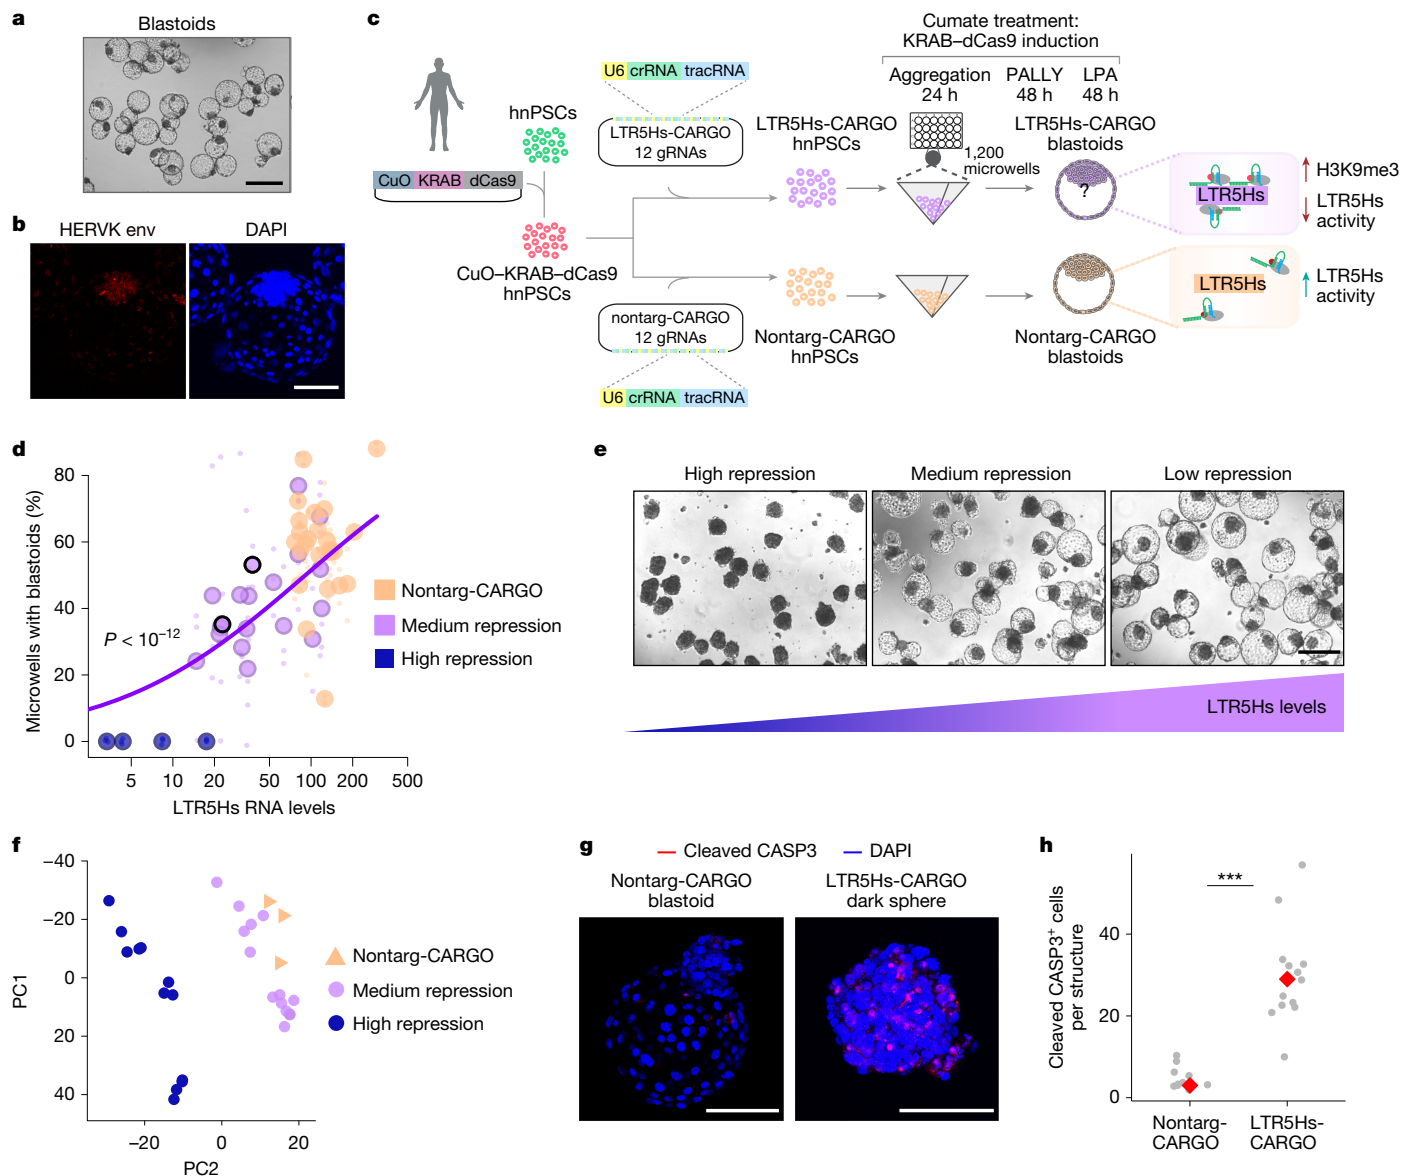 a
Blastoids
b
HERVK env
DAPI
c
hnPSCs
CuO KRAB dCas9
CuO–KRAB–dCas9
hnPSCs
U6 crRNA tracRNA
LTR5Hs-CARGO
12 gRNAs
nontarg-CARGO
12 gRNAs
U6 crRNA tracRNA
LTR5Hs-CARGO
hnPSCs
Nontarg-CARGO
hnPSCs
Cumate treatment:
KRAB–dCas9 induction
Aggregation
24 h
PALLY
48 h
LPA
48 h
1,200
microwells
LTR5Hs-CARGO
blastoids
?
Nontarg-CARGO
blastoids
LTR5Hs
H3K9me3
LTR5Hs
activity
LTR5Hs
LTR5Hs
activity
d
Microwells with blastoids (%)
80
60
40
20
0
P < 10⁻¹²
5 10 20 50 100 200 500
LTR5Hs RNA levels
Nontarg-CARGO
Medium repression
High repression
e
High repression
Medium repression
Low repression
LTR5Hs levels
f
PC1
–40
–20
0
20
40
–20 0 20
PC2
Nontarg-CARGO
Medium repression
High repression
g
Cleaved CASP3
DAPI
Nontarg-CARGO
blastoid
LTR5Hs-CARGO
dark sphere
h
Cleaved CASP3⁺ cells
per structure
40
20
0
***
Nontarg-
CARGO
LTR5Hs-
CARGO